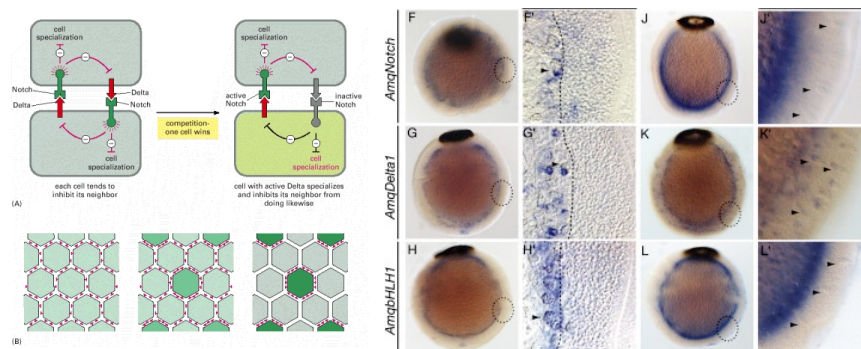 cell
specialization
Notch
Delta
Delta
Notch
cell
specialization
each cell tends to
inhibit its neighbor
competition-
one cell wins
cell
specialization
active
Notch
inactive
Notch
cell
specialization
cell with active Delta specializes
and inhibits its neighbor from
doing likewise
(A)
(B)
AmqNotch
F
F'
J
J'
AmqDelta1
G
G'
K
K'
AmqbHLH1
H
H'
L
L'